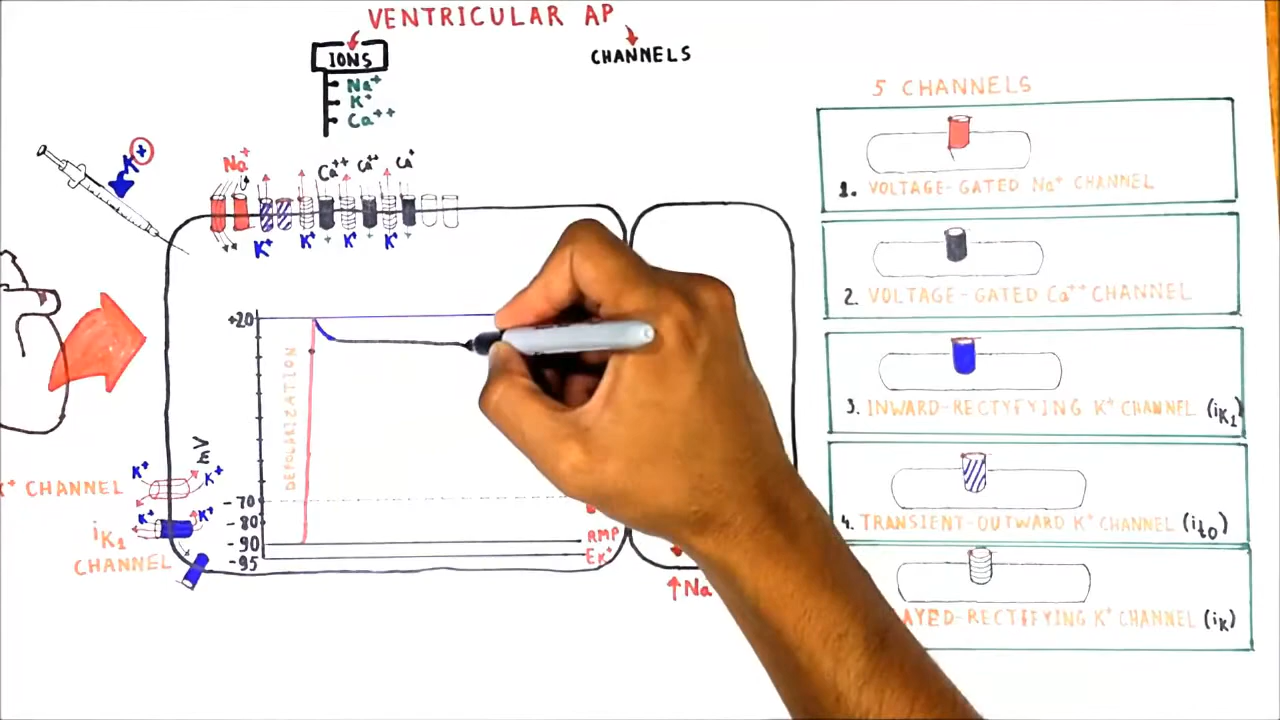 VENTRICULAR AP
IONS
CHANNELS
Na+
K+
Ca++
5 CHANNELS
K+
Na+
Ca++
Ca++
Ca+
1. VOLTAGE-GATED Na+ CHANNEL
K+
K+
K+
K+
2. VOLTAGE-GATED Ca++ CHANNEL
+20
DEPOLARIZATION
3. INWARD-RECTYFYING K+ CHANNEL (iK1)
mV
K+
K+
K+ CHANNEL
-70
K+
K+
-80
4. TRANSIENT-OUTWARD K+ CHANNEL (ito)
iK1
CHANNEL
-90
RMP
-95
EK+
↑Na
AYED-RECTIFYING K+ CHANNEL (iK)